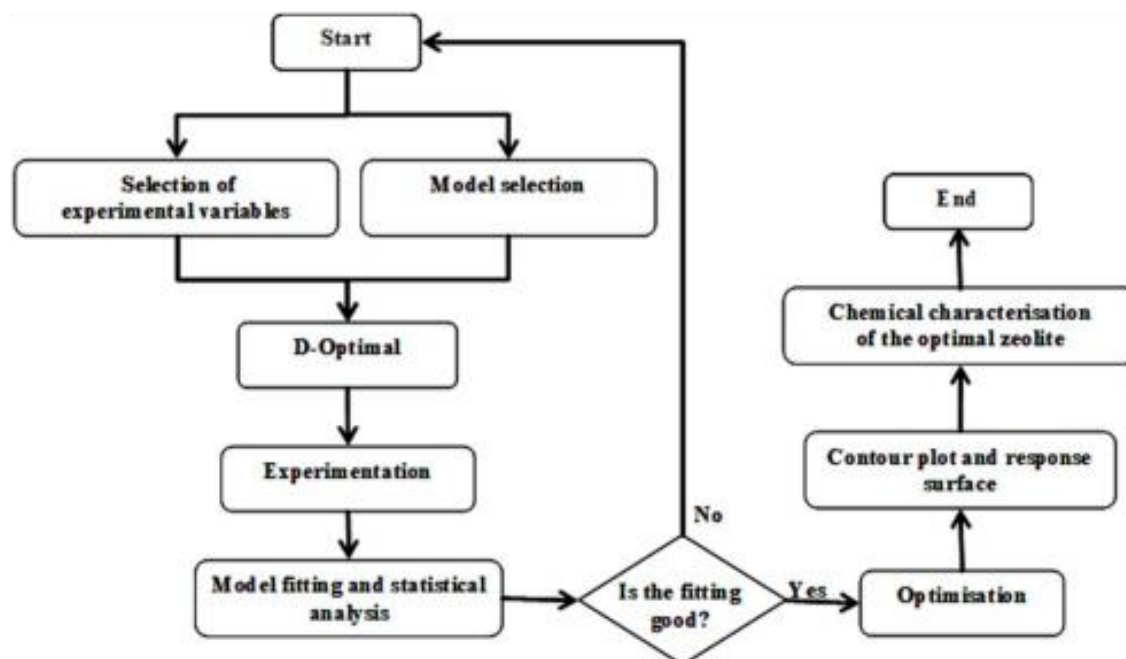 Start
Selection of
experimental variables
Model selection
D-Optimal
Experimentation
Model fitting and statistical
analysis
Is the fitting
good?
No
Yes
Optimisation
Contour plot and response
surface
Chemical characterisation
of the optimal zeolite
End